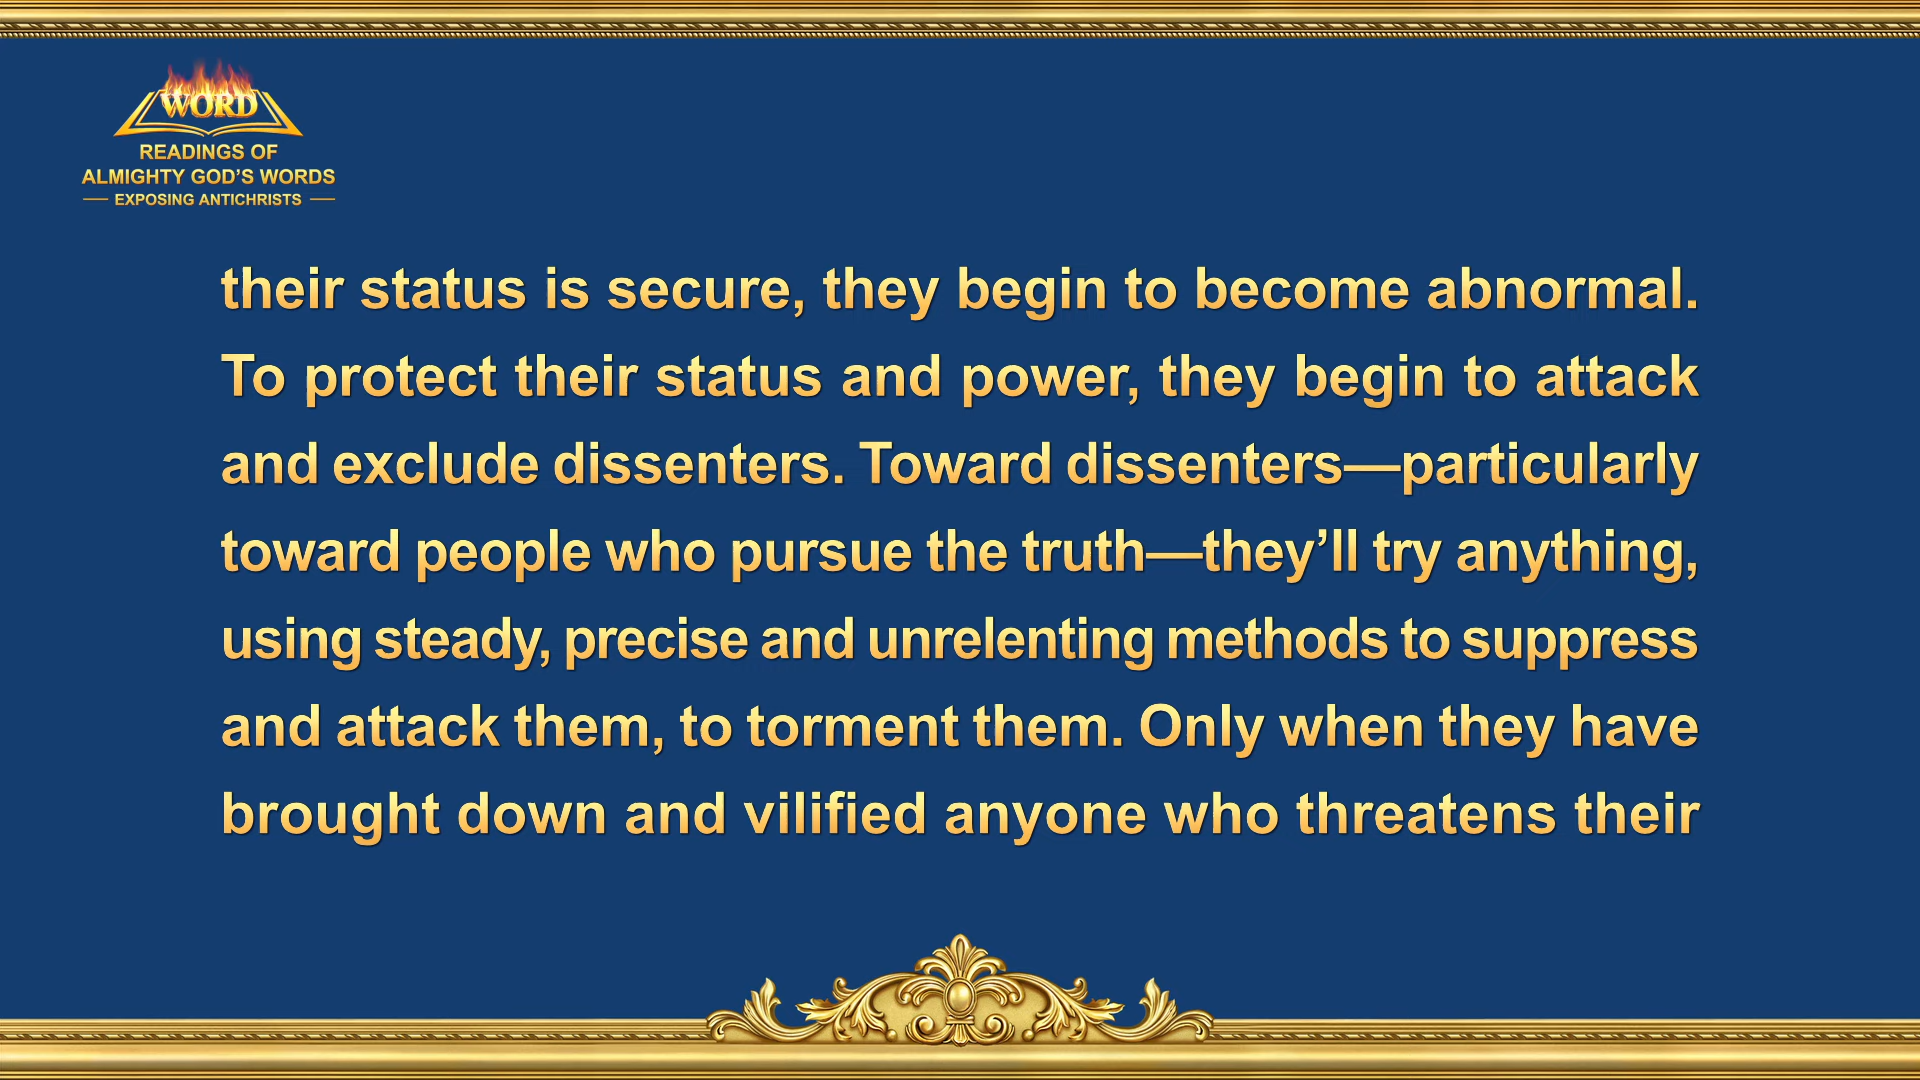 WORD
READINGS OF
ALMIGHTY GOD'S WORDS
EXPOSING ANTICHRISTS
their status is secure, they begin to become abnormal.
To protect their status and power, they begin to attack
and exclude dissenters. Toward dissenters—particularly
toward people who pursue the truth—they’ll try anything,
using steady, precise and unrelenting methods to suppress
and attack them, to torment them. Only when they have
brought down and vilified anyone who threatens their